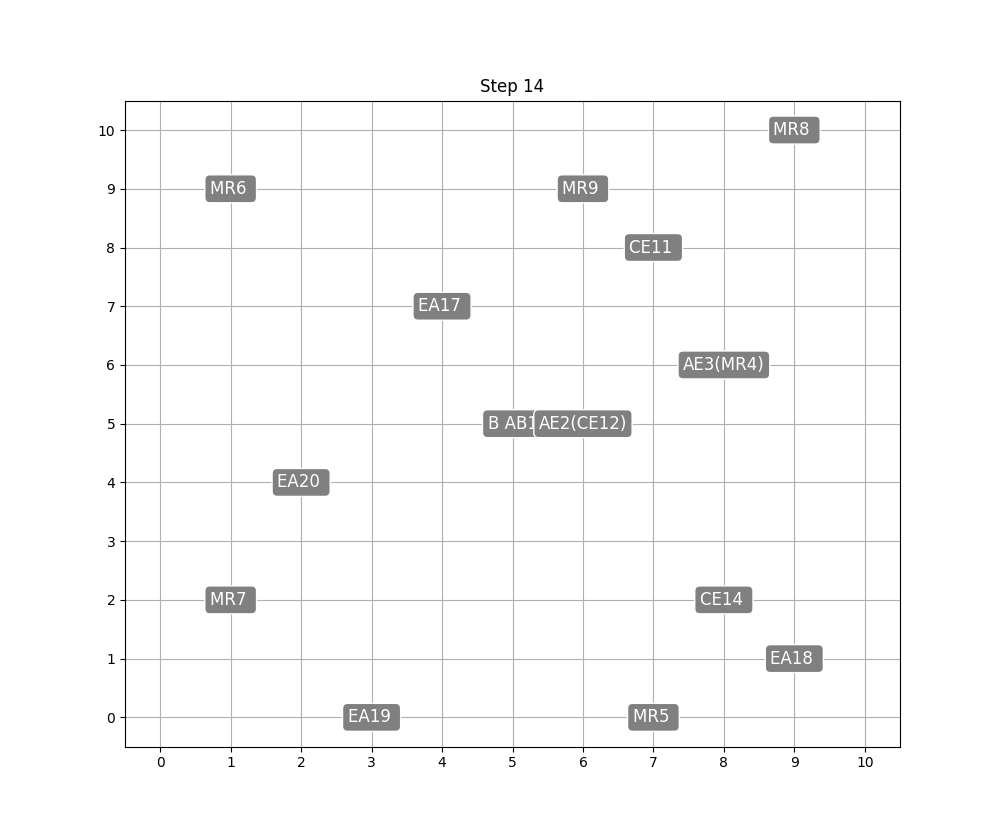 Step 14
10
MR8
9
MR6
MR9
8
CE11
7
EA17
6
AE3(MR4)
5
B AB1
AE2(CE12)
4
EA20
3
2
MR7
CE14
1
EA18
0
EA19
MR5
0 1 2 3 4 5 6 7 8 9 10